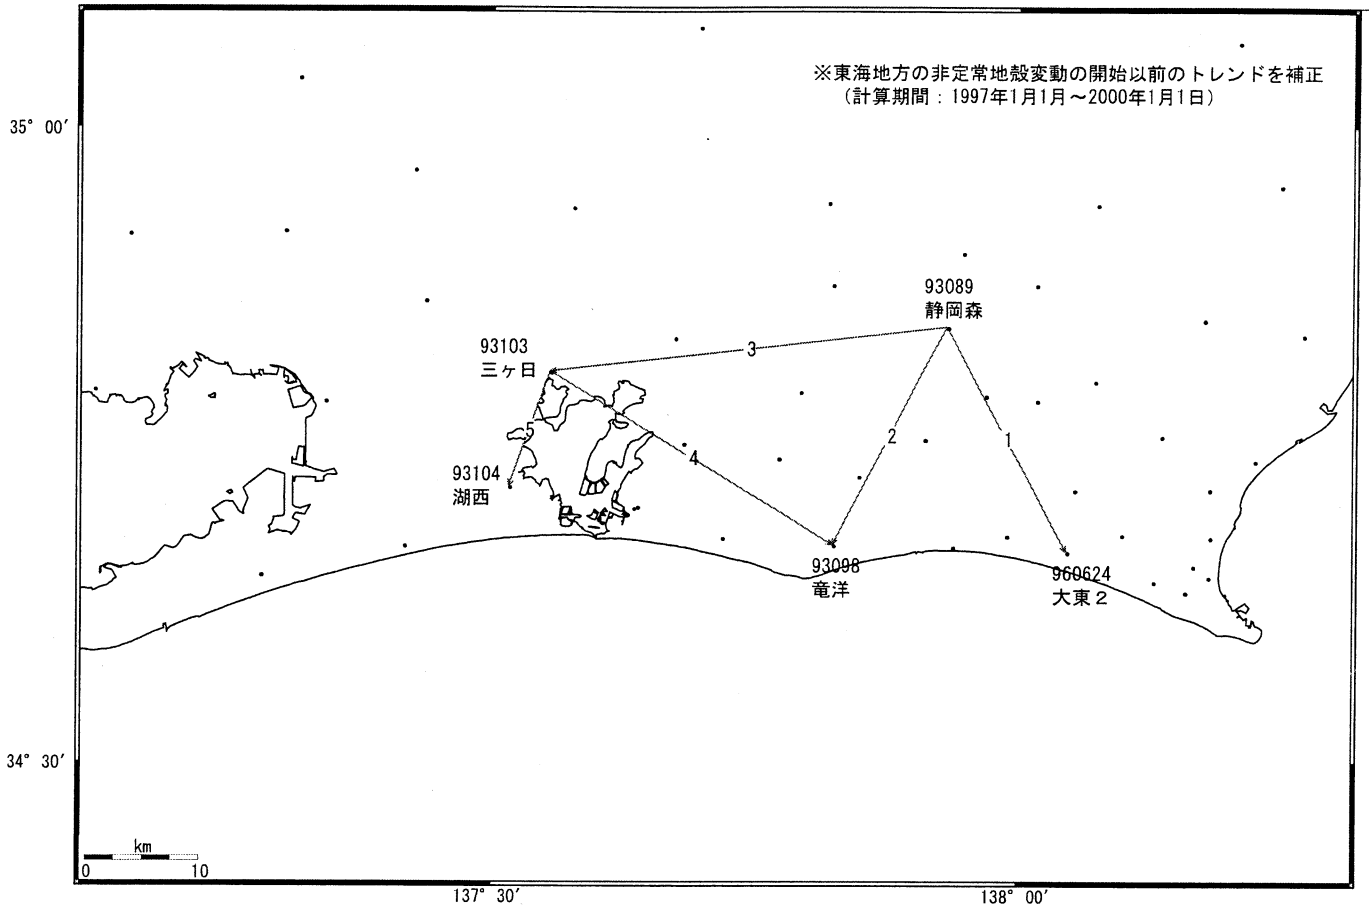 ※東海地方の非定常地殻変動の開始以前のトレンドを補正
（計算期間：1997年1月1月～2000年1月1日）
35° 00′
93089
静岡森
93103
三ヶ日
3
5
2
1
4
93104
湖西
93098
竜洋
960624
大東２
34° 30′
km
0 10
137° 30′
138° 00′